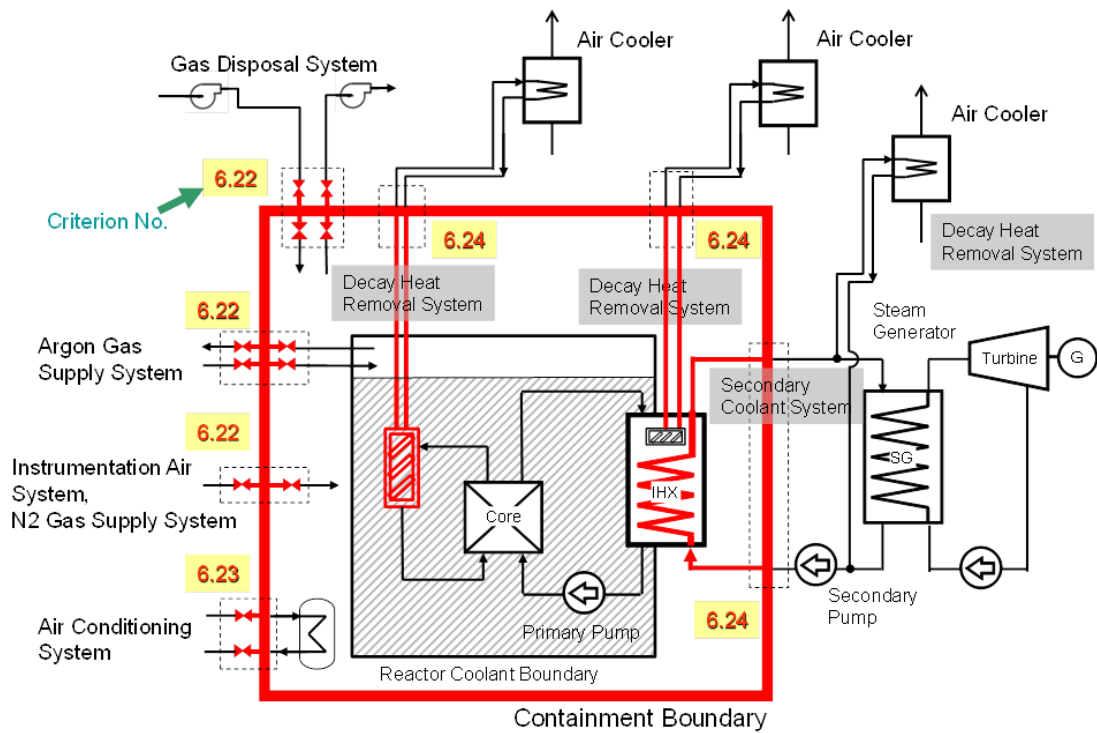 Air Cooler
Air Cooler
Gas Disposal System
Air Cooler
6.22
Criterion No.
6.24
6.24
Decay Heat
Removal System
Decay Heat
Removal System
Decay Heat
Removal System
6.22
Argon Gas
Supply System
Steam
Generator
Turbine
G
Secondary
Coolant System
6.22
Instrumentation Air
System,
N2 Gas Supply System
SG
IHX
Core
6.23
Air Conditioning
System
Primary Pump
6.24
Secondary
Pump
Reactor Coolant Boundary
Containment Boundary